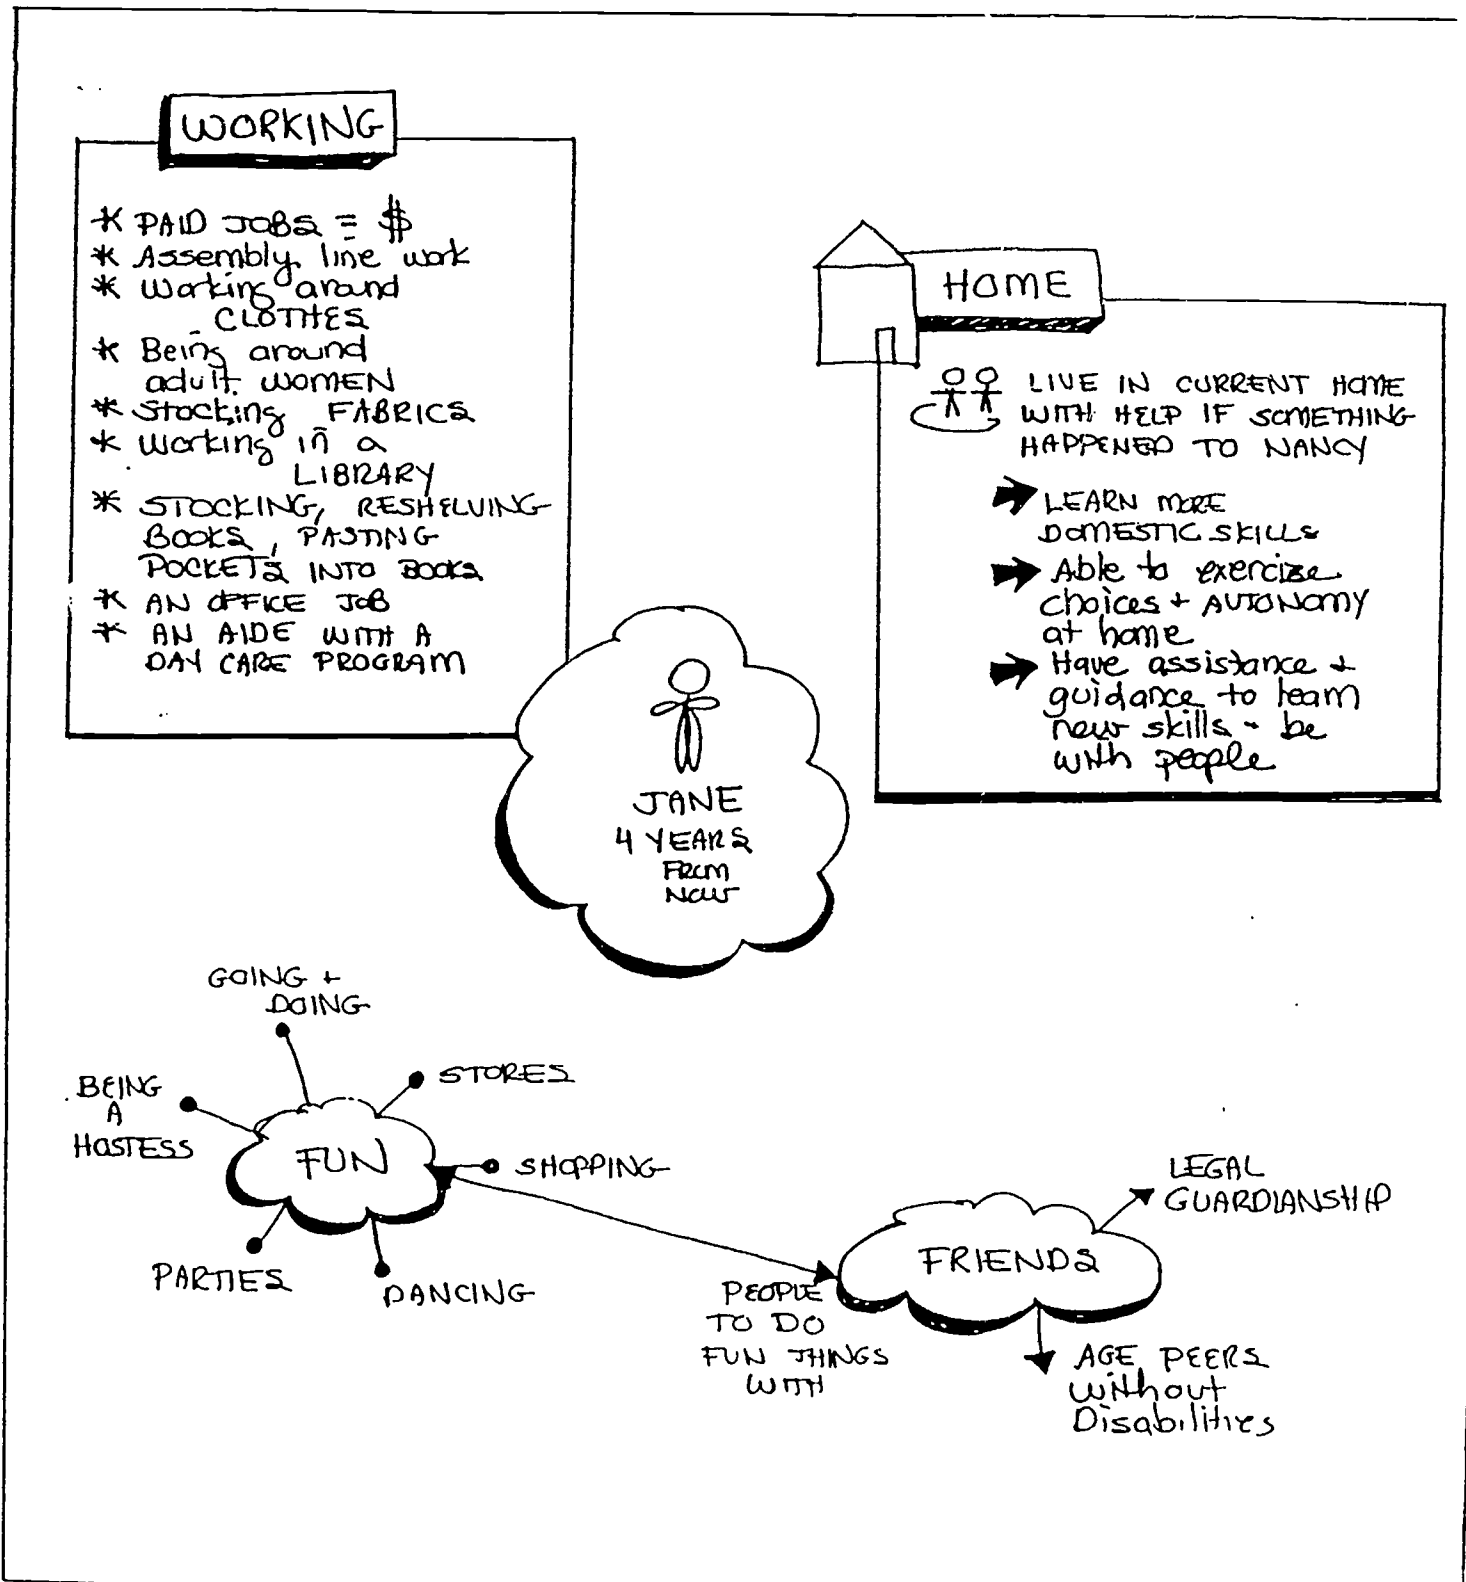 WORKING
* PAID JOBS = $
* Assembly line work
* Working around
CLOTHES
* Being around
adult WOMEN
* Stocking FABRICS
* Working in a
LIBRARY
* STOCKING, RESHELVING
BOOKS, PASTING
POCKETS INTO BOOKS
* AN OFFICE JOB
* AN AIDE WITH A
DAY CARE PROGRAM
HOME
LIVE IN CURRENT HOME
WITH HELP IF SOMETHING
HAPPENED TO NANCY
LEARN MORE
DOMESTIC SKILLS
Able to exercise
choices + AUTONOMY
at home
Have assistance +
guidance to learn
new skills - be
with people
JANE
4 YEARS
FROM
NOW
GOING +
DOING
STORES
BEING
A
HOSTESS
FUN
SHOPPING
PARTIES
DANCING
LEGAL
GUARDIANSHIP
FRIENDS
PEOPLE
TO DO
FUN THINGS
WITH
AGE PEERS
without
Disabilities